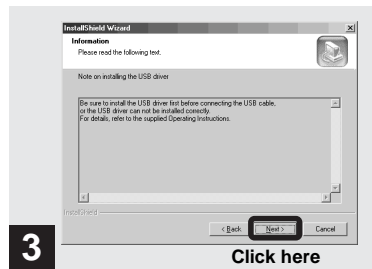 InstallShield Wizard
Information
Please read the following text.
Note on installing the USB driver
Be sure to install the USB driver first before connecting the USB cable,
or the USB driver can not be installed correctly.
For details, refer to the supplied Operating Instructions.
InstallShield
< Back
Next >
Cancel
3
Click here